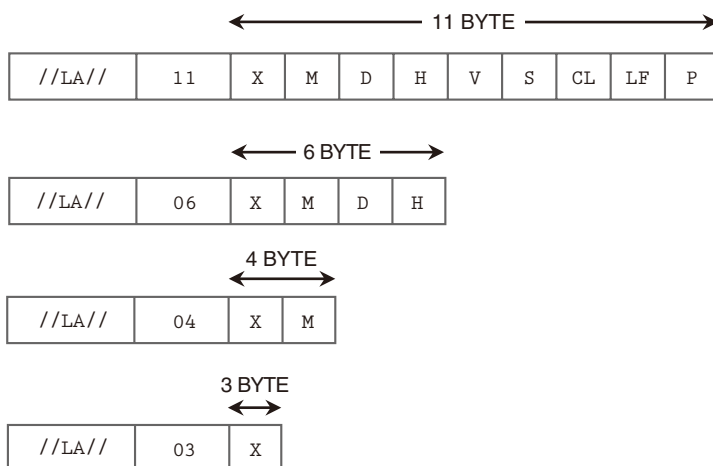 11 BYTE
//LA// 11 X M D H V S CL LF P
6 BYTE
//LA// 06 X M D H
4 BYTE
//LA// 04 X M
3 BYTE
//LA// 03 X